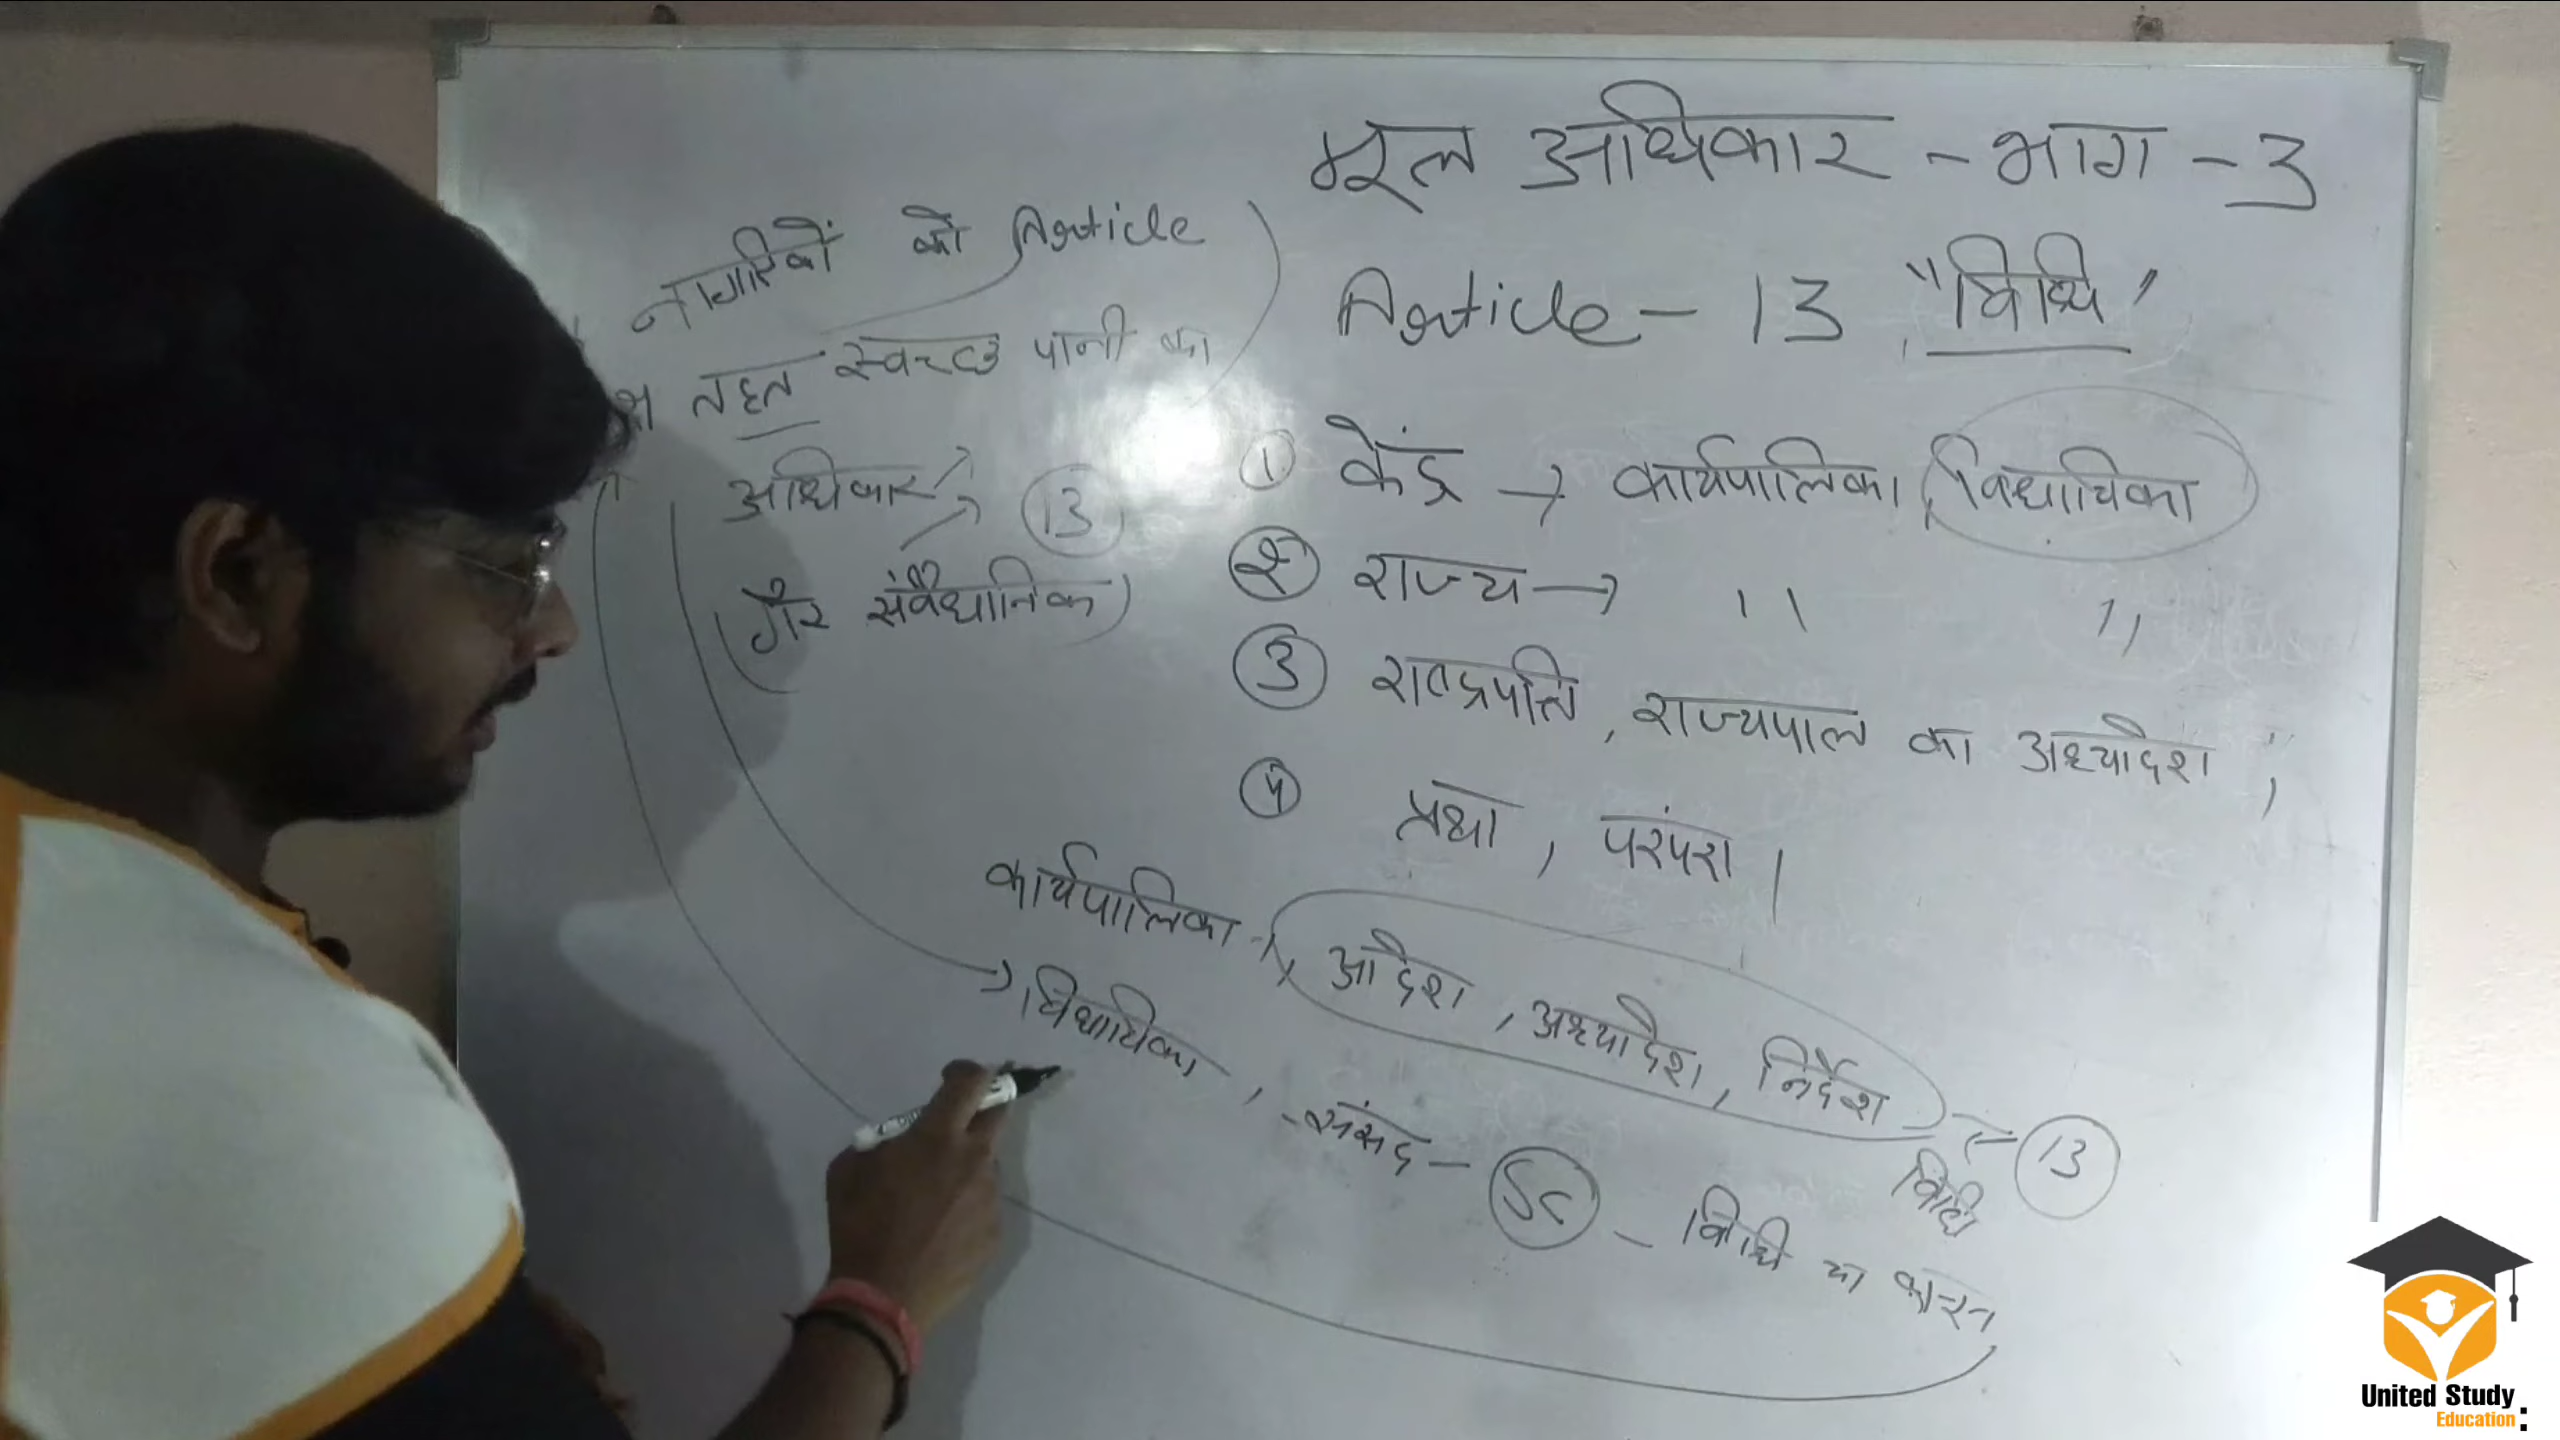 मूल अधिकार - भाग - 3
Article - 13 "विधि"
① केंद्र → कार्यपालिका, विधायिका
② राज्य → " "
③ राष्ट्रपति, राज्यपाल का अध्यादेश,
④ प्रथा, परंपरा ।
नागरिकों को Article
तहत स्वच्छ पानी का
अधिकार → 13
गैर संवैधानिक
कार्यपालिका, आदेश, अध्यादेश, निर्देश ← 13
विधि
विधायिका, संसद - SC - विधि या कानून
United Study
Education